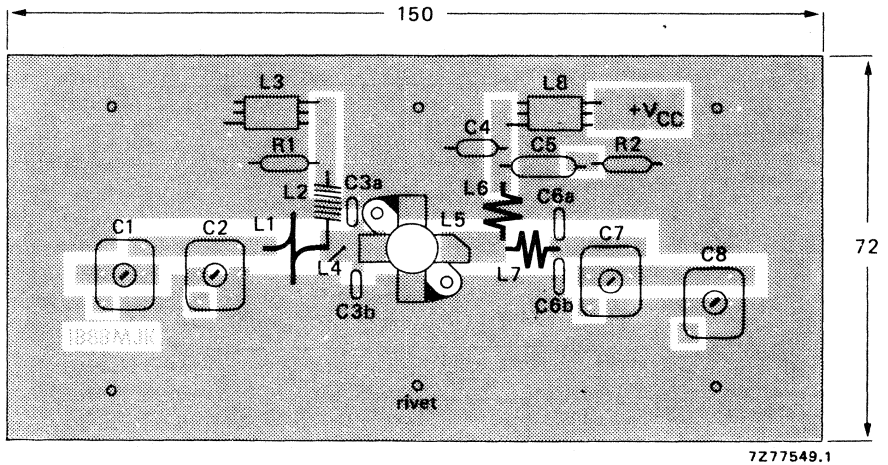 150
L3
L8
+VCC
C4
R1
C5
R2
L2
C3a
L6
C6a
C1
C2
L1
L5
C7
72
L4
L7
C8
C3b
C6b
rivet
7Z77549.1